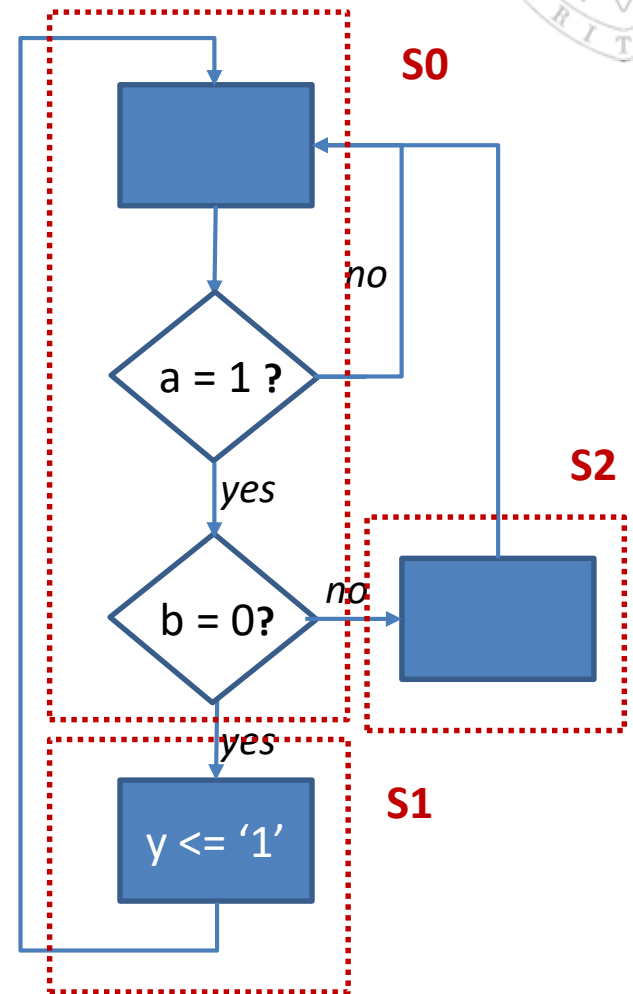 S0
no
a = 1 ?
yes
S2
b = 0?
no
yes
S1
y <= ‘1’
R I T